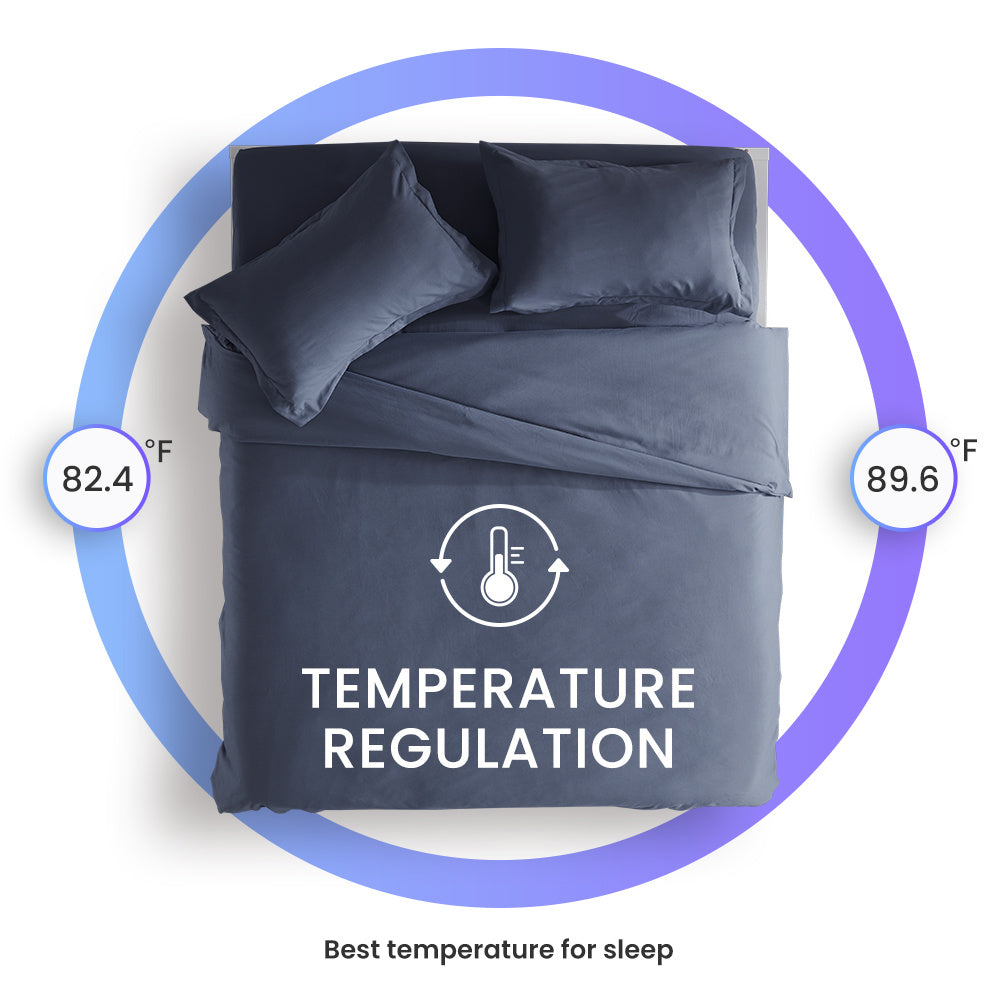 82.4 °F
89.6 °F
TEMPERATURE
REGULATION
Best temperature for sleep